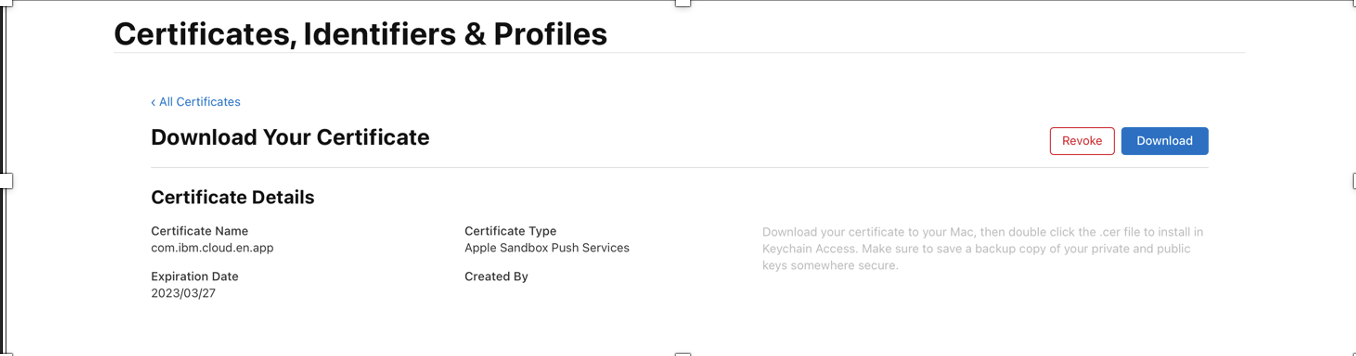 Certificates, Identifiers & Profiles
‹ All Certificates
Download Your Certificate
Revoke
Download
Certificate Details
Certificate Name
com.ibm.cloud.en.app
Certificate Type
Apple Sandbox Push Services
Download your certificate to your Mac, then double click the .cer file to install in
Keychain Access. Make sure to save a backup copy of your private and public
keys somewhere secure.
Expiration Date
2023/03/27
Created By